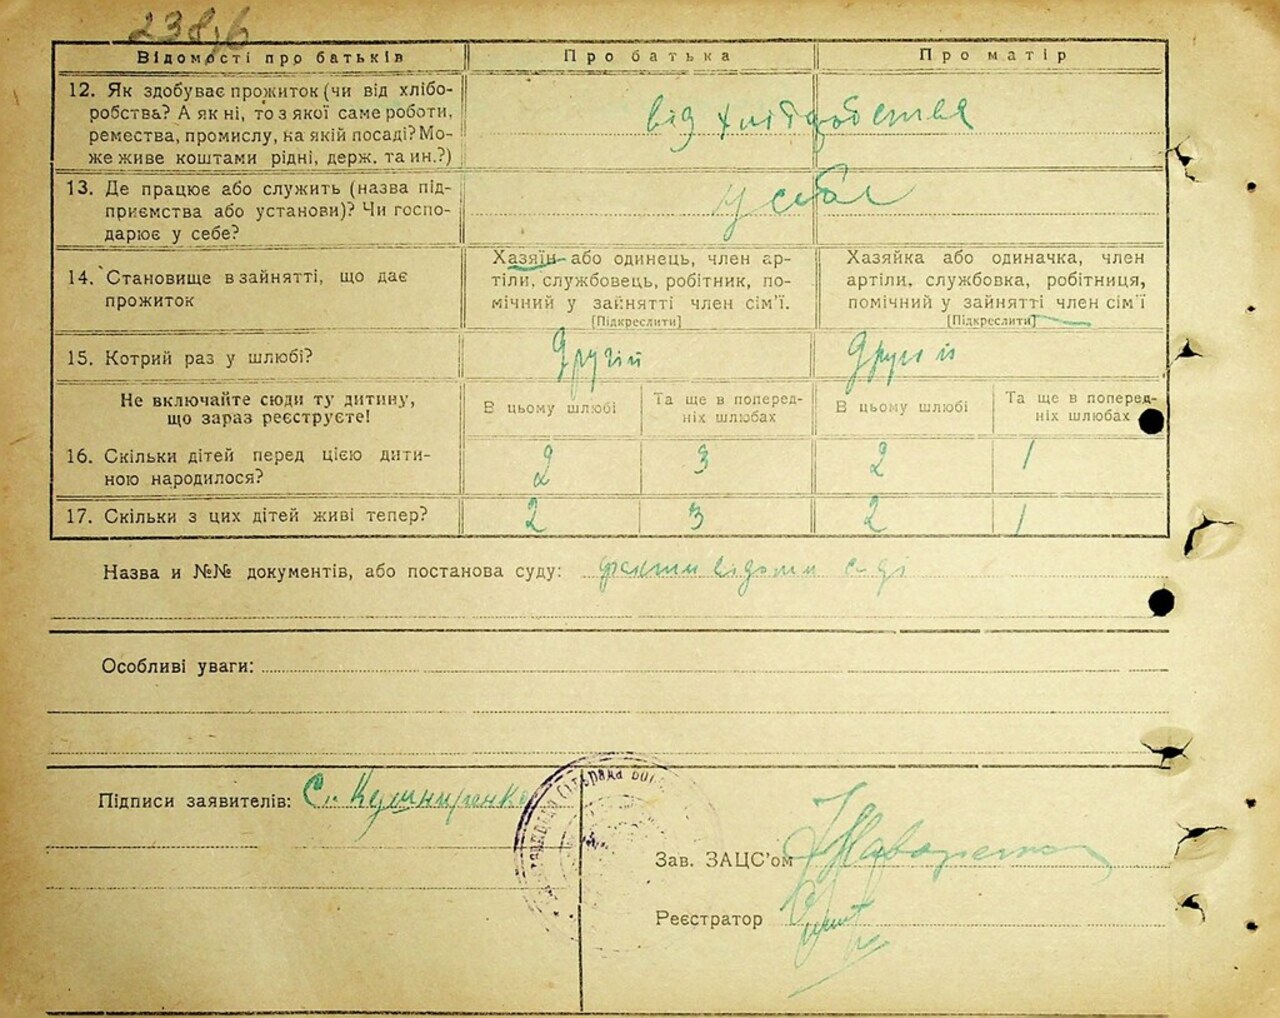 238,6
Відомості про батьків Про батька Про матір
12. Як здобуває прожиток (чи від хлібо-
робства? А як ні, то з якої саме роботи,
ремества, промислу, на якій посаді? Мо-
же живе коштами рідні, держ. та ин.?)
від хліборобства
13. Де працює або служить (назва під-
приємства або установи)? Чи госпо-
дарює у себе?
у себе
14. Становище в зайнятті, що дає
прожиток
Хазяїн або одинець, член ар-
тіли, службовець, робітник, по-
мічний у зайнятті член сім'ї.
[Підкреслити]
Хазяйка або одиначка, член
артіли, службовка, робітниця,
помічний у зайнятті член сім'ї
[Підкреслити]
15. Котрий раз у шлюбі? другий другий
Не включайте сюди ту дитину,
що зараз реєструєте!
В цьому шлюбі
Та ще в поперед-
ніх шлюбах
В цьому шлюбі
Та ще в поперед-
ніх шлюбах
16. Скільки дітей перед цією дити-
ною народилося?
2 3 2 1
17. Скільки з цих дітей живі тепер? 2 3 2 1
Назва и №№ документів, або постанова суду:
Особливі уваги:
Підписи заявителів: С. Кушниренко
Зав. ЗАЦС'ом
Реєстратор